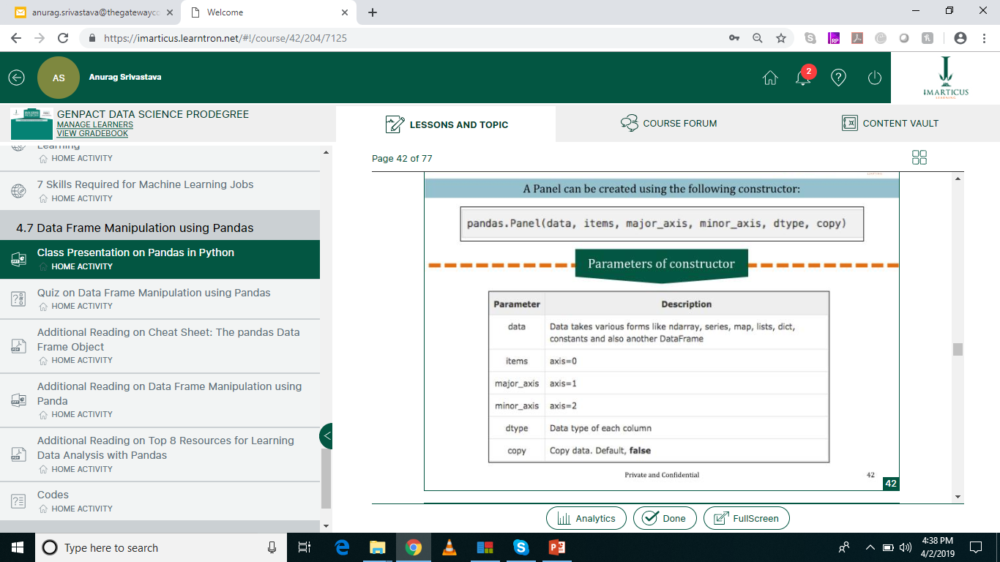 anurag.srivastava@thegatewayco
Welcome
https://imarticus.learntron.net/#!/course/42/204/7125
AS
Anurag Srivastava
2
IMARTICUS
LEARNING
GENPACT DATA SCIENCE PRODEGREE
MANAGE LEARNERS
VIEW GRADEBOOK
LESSONS AND TOPIC
COURSE FORUM
CONTENT VAULT
Learning
HOME ACTIVITY
7 Skills Required for Machine Learning Jobs
HOME ACTIVITY
4.7 Data Frame Manipulation using Pandas
Class Presentation on Pandas in Python
HOME ACTIVITY
Quiz on Data Frame Manipulation using Pandas
HOME ACTIVITY
Additional Reading on Cheat Sheet: The pandas Data
Frame Object
HOME ACTIVITY
Additional Reading on Data Frame Manipulation using
Panda
HOME ACTIVITY
Additional Reading on Top 8 Resources for Learning
Data Analysis with Pandas
HOME ACTIVITY
Codes
HOME ACTIVITY
Page 42 of 77
A Panel can be created using the following constructor:
pandas.Panel(data, items, major_axis, minor_axis, dtype, copy)
Parameters of constructor
Parameter Description
data Data takes various forms like ndarray, series, map, lists, dict,
constants and also another DataFrame
items axis=0
major_axis axis=1
minor_axis axis=2
dtype Data type of each column
copy Copy data. Default, false
Private and Confidential 42
42
Analytics
Done
FullScreen
Type here to search
4:38 PM
4/2/2019